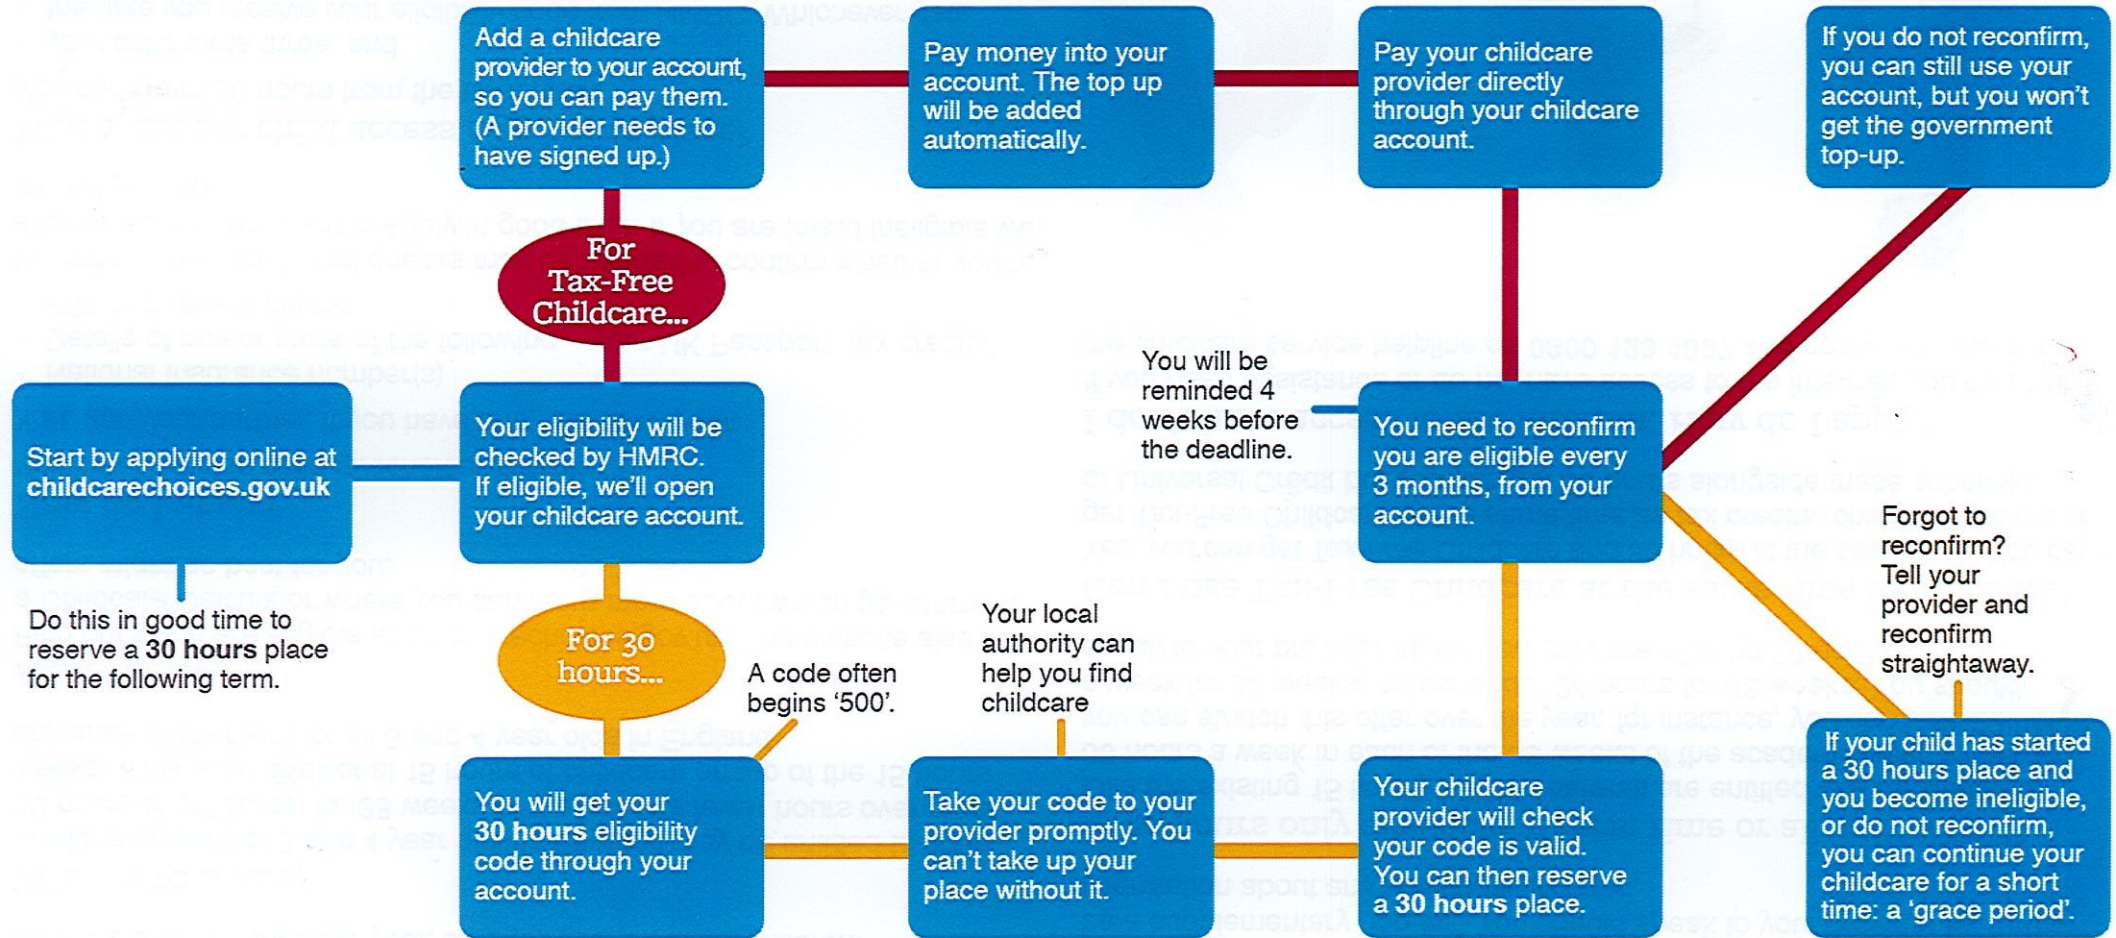 Add a childcare
provider to your account,
so you can pay them.
(A provider needs to
have signed up.)
Pay money into your
account. The top up
will be added
automatically.
Pay your childcare
provider directly
through your childcare
account.
If you do not reconfirm,
you can still use your
account, but you won't
get the government
top-up.
For
Tax-Free
Childcare...
Start by applying online at
childcarechoices.gov.uk
Your eligibility will be
checked by HMRC.
If eligible, we'll open
your childcare account.
You will be
reminded 4
weeks before
the deadline.
You need to reconfirm
you are eligible every
3 months, from your
account.
Do this in good time to
reserve a 30 hours place
for the following term.
For 30
hours...
A code often
begins '500'.
Your local
authority can
help you find
childcare
Forgot to
reconfirm?
Tell your
provider and
reconfirm
straightaway.
You will get your
30 hours eligibility
code through your
account.
Take your code to your
provider promptly. You
can't take up your
place without it.
Your childcare
provider will check
your code is valid.
You can then reserve
a 30 hours place.
If your child has started
a 30 hours place and
you become ineligible,
or do not reconfirm,
you can continue your
childcare for a short
time: a 'grace period'.